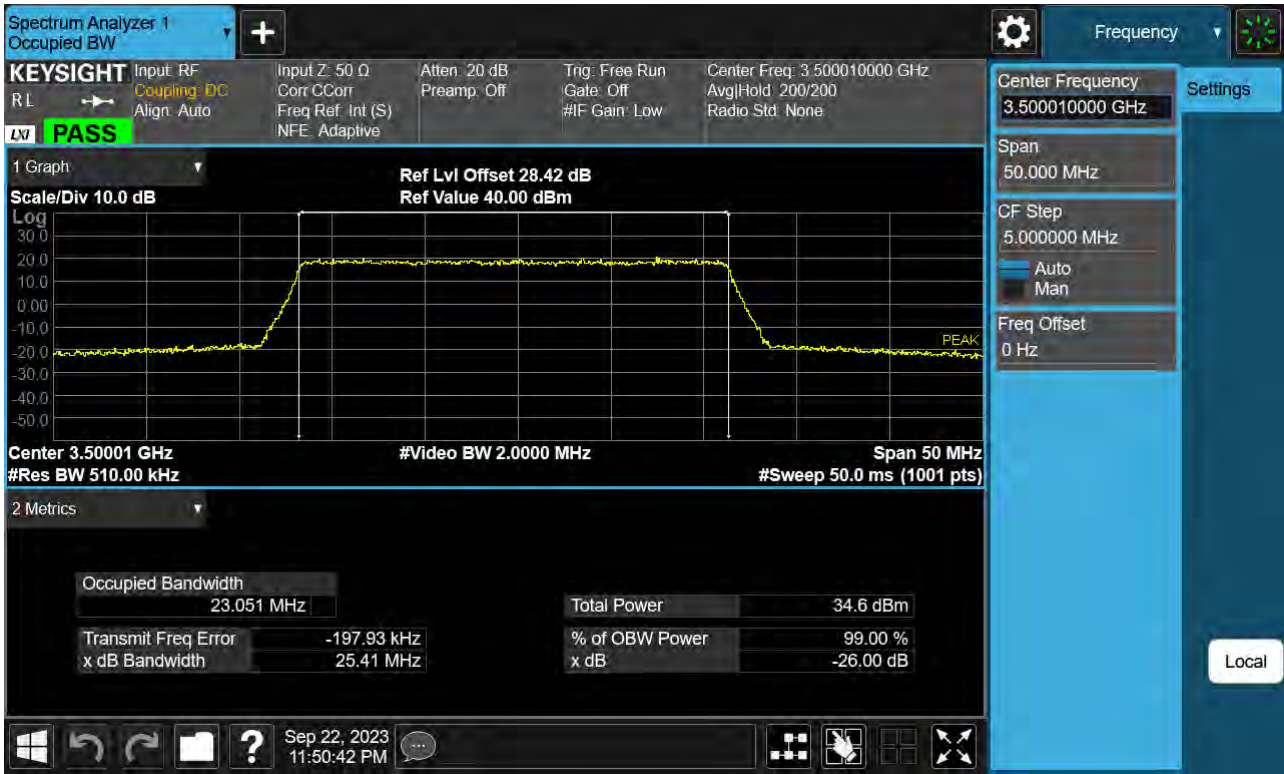 Spectrum Analyzer 1
Occupied BW
+
Frequency
KEYSIGHT
RL
LXI PASS
Input: RF
Coupling: DC
Align: Auto
Input Z: 50 Ω
Corr CCorr
Freq Ref: Int (S)
NFE: Adaptive
Atten: 20 dB
Preamp: Off
Trig: Free Run
Gate: Off
#IF Gain: Low
Center Freq: 3.500010000 GHz
Avg|Hold: 200/200
Radio Std: None
Center Frequency
3.500010000 GHz
Settings
Span
50.000 MHz
CF Step
5.000000 MHz
Auto
Man
Freq Offset
0 Hz
Local
1 Graph
Ref Lvl Offset 28.42 dB
Scale/Div 10.0 dB
Ref Value 40.00 dBm
Log
30.0
20.0
10.0
0.00
-10.0
PEAK
-20.0
-30.0
-40.0
-50.0
Center 3.50001 GHz
#Video BW 2.0000 MHz
Span 50 MHz
#Res BW 510.00 kHz
#Sweep 50.0 ms (1001 pts)
2 Metrics
Occupied Bandwidth
23.051 MHz
Total Power 34.6 dBm
Transmit Freq Error -197.93 kHz
% of OBW Power 99.00 %
x dB Bandwidth 25.41 MHz
x dB -26.00 dB
?
Sep 22, 2023
11:50:42 PM